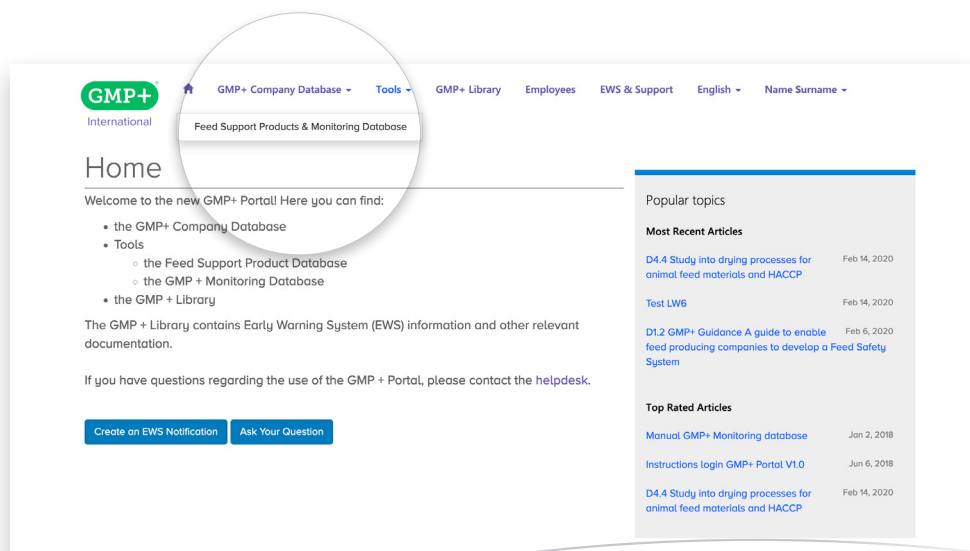 GMP+
International
GMP+ Company Database
Tools
GMP+ Library
Employees
EWS & Support
English
Name Surname
Feed Support Products & Monitoring Database
Home
Welcome to the new GMP+ Portal! Here you can find:
• the GMP+ Company Database
• Tools
◦ the Feed Support Product Database
◦ the GMP + Monitoring Database
• the GMP + Library
The GMP + Library contains Early Warning System (EWS) information and other relevant
documentation.
If you have questions regarding the use of the GMP + Portal, please contact the helpdesk.
Create an EWS Notification
Ask Your Question
Popular topics
Most Recent Articles
D4.4 Study into drying processes for Feb 14, 2020
animal feed materials and HACCP
Test LW6 Feb 14, 2020
D1.2 GMP+ Guidance A guide to enable Feb 6, 2020
feed producing companies to develop a Feed Safety
System
Top Rated Articles
Manual GMP+ Monitoring database Jan 2, 2018
Instructions login GMP+ Portal V1.0 Jun 6, 2018
D4.4 Study into drying processes for Feb 14, 2020
animal feed materials and HACCP